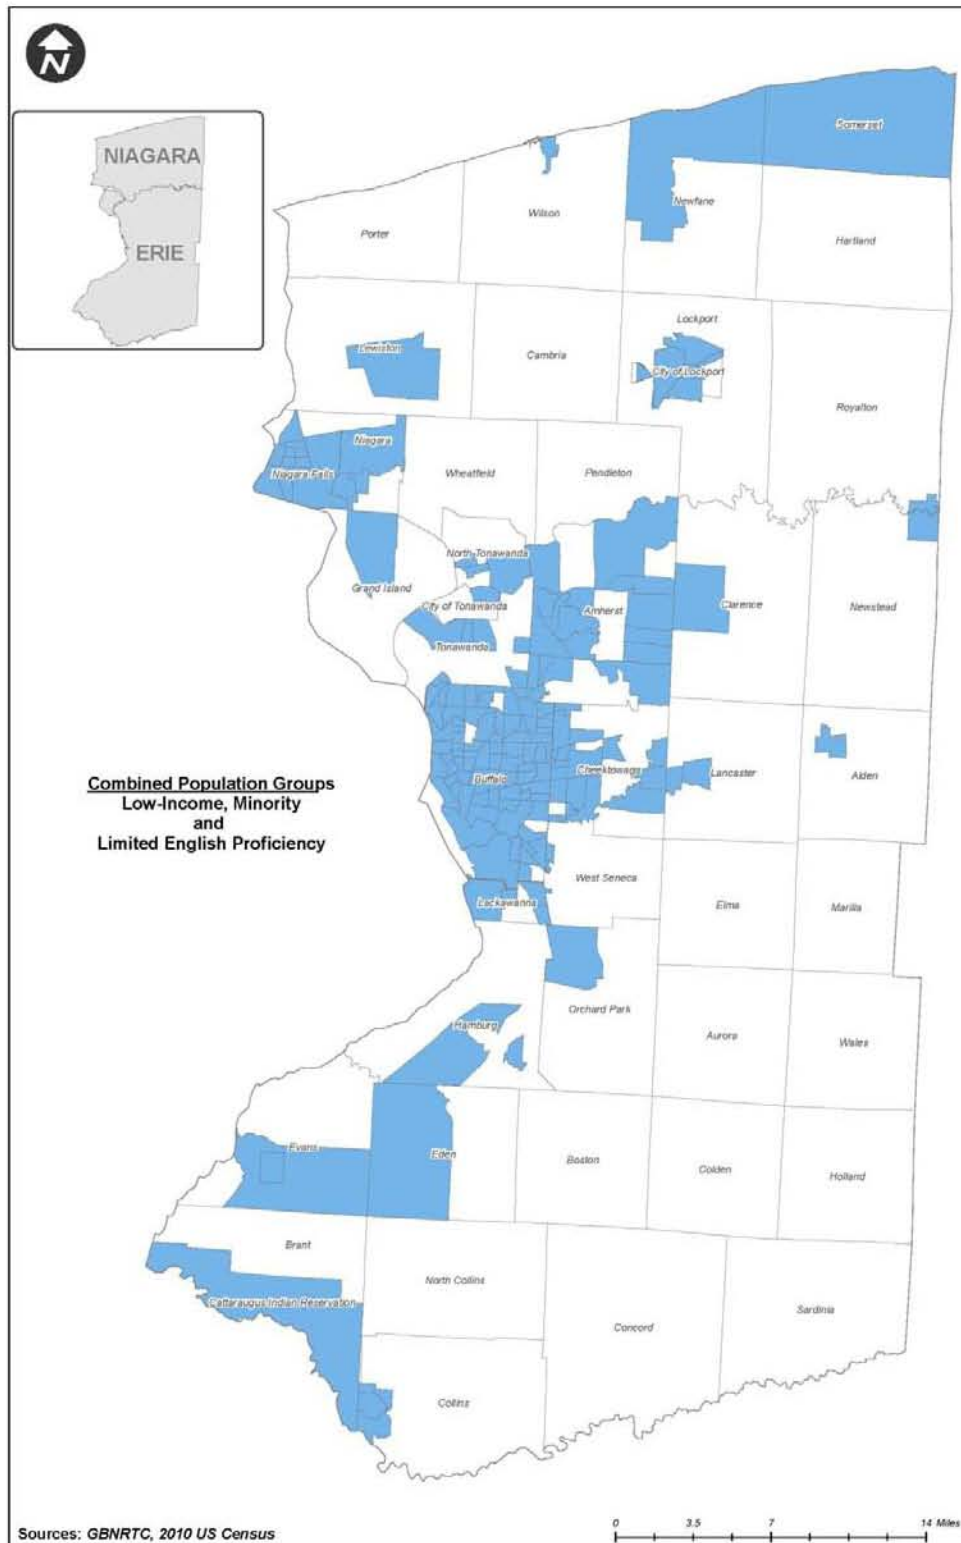 N
NIAGARA
ERIE
Somerset
Wilson
Newfane
Porter
Hartland
Lockport
Lewiston
Cambria
City of Lockport
Royalton
Niagara
Niagara Falls
Wheatfield
Pendleton
North Tonawanda
Grand Island
City of Tonawanda
Amherst
Clarence
Newstead
Tonawanda
Combined Population Groups
Low-Income, Minority
and
Limited English Proficiency
Buffalo
Cheektowaga
Lancaster
Alden
West Seneca
Lackawanna
Elma
Marilla
Orchard Park
Hamburg
Aurora
Wales
Evans
Eden
Boston
Colden
Holland
Brant
North Collins
Cattaraugus Indian Reservation
Concord
Sardinia
Collins
Sources: GBNRTC, 2010 US Census
0 3.5 7 14 Miles